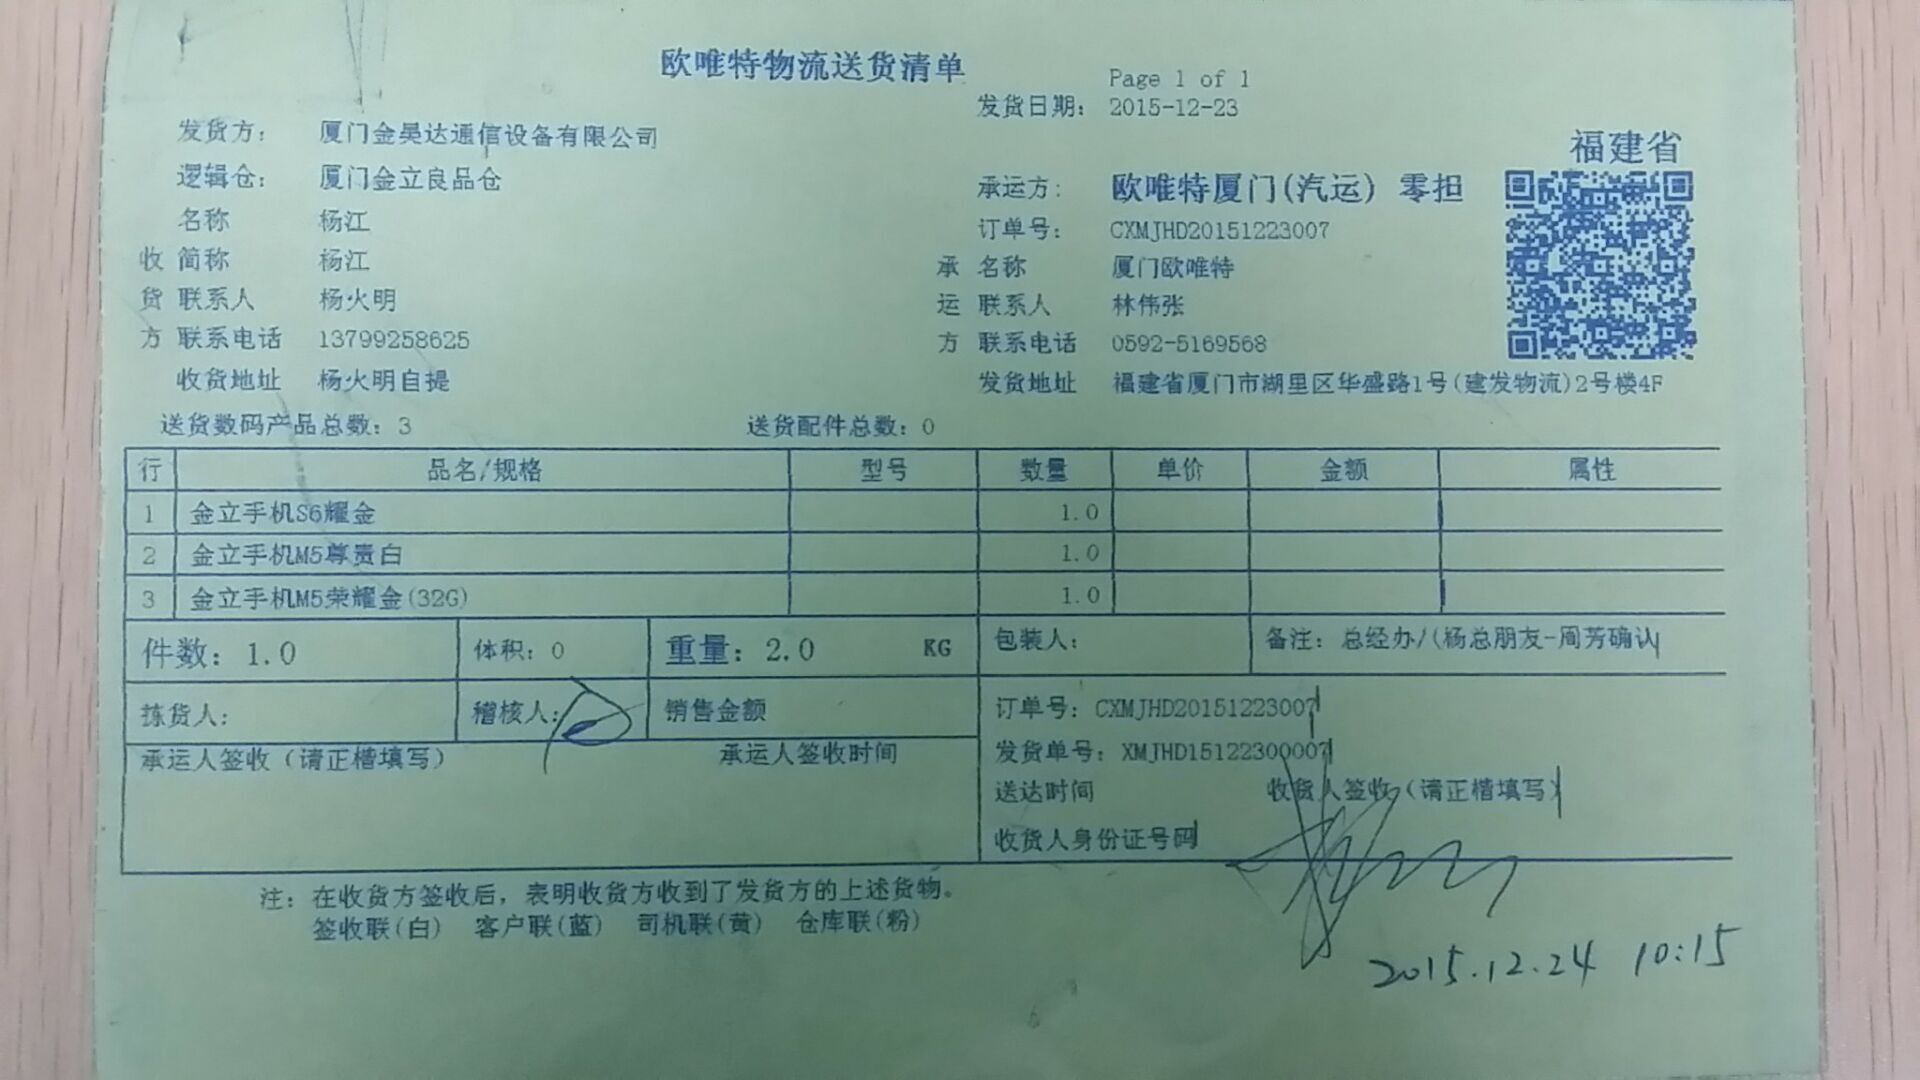 欧唯特物流送货清单
Page 1 of 1
发货日期: 2015-12-23
发货方: 厦门金昊达通信设备有限公司
福建省
逻辑仓: 厦门金立良品仓
承运方: 欧唯特厦门(汽运) 零担
名称 杨江
订单号: CXMJHD20151223007
收 简称 杨江
承 名称 厦门欧唯特
货 联系人 杨火明
运 联系人 林伟张
方 联系电话 13799258625
方 联系电话 0592-5169568
收货地址 杨火明自提
发货地址 福建省厦门市湖里区华盛路1号(建发物流)2号楼4F
送货数码产品总数: 3 送货配件总数: 0
行 品名/规格 型号 数量 单价 金额 属性
1 金立手机S6耀金 1.0
2 金立手机M5尊贵白 1.0
3 金立手机M5荣耀金(32G) 1.0
件数: 1.0 体积: 0 重量: 2.0 KG 包装人: 备注: 总经办/(杨总朋友-周芳确认
拣货人: 稽核人: 销售金额 订单号: CXMJHD20151223007
承运人签收 (请正楷填写) 承运人签收时间 发货单号: XMJHD15122300007
送达时间 收货人签收 (请正楷填写)
收货人身份证号码
注: 在收货方签收后, 表明收货方收到了发货方的上述货物。
签收联(白) 客户联(蓝) 司机联(黄) 仓库联(粉)
2015.12.24 10:15